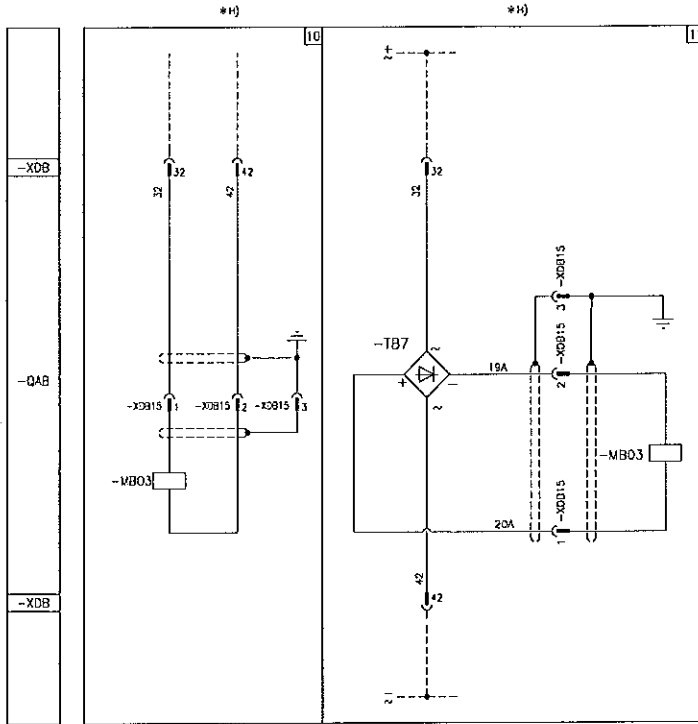 *H)
*H)
10
1
± ~
-XDB
32
42
32
32
42
32
-XDB15
3
-TB7
~
-XDB15
+
-
19A
2
-QAB
-XDB15 1
-XDB15 2
-XDB15 3
~
-MB03
-MB03
-XDB15
20A
1
42
-XDB
42
~